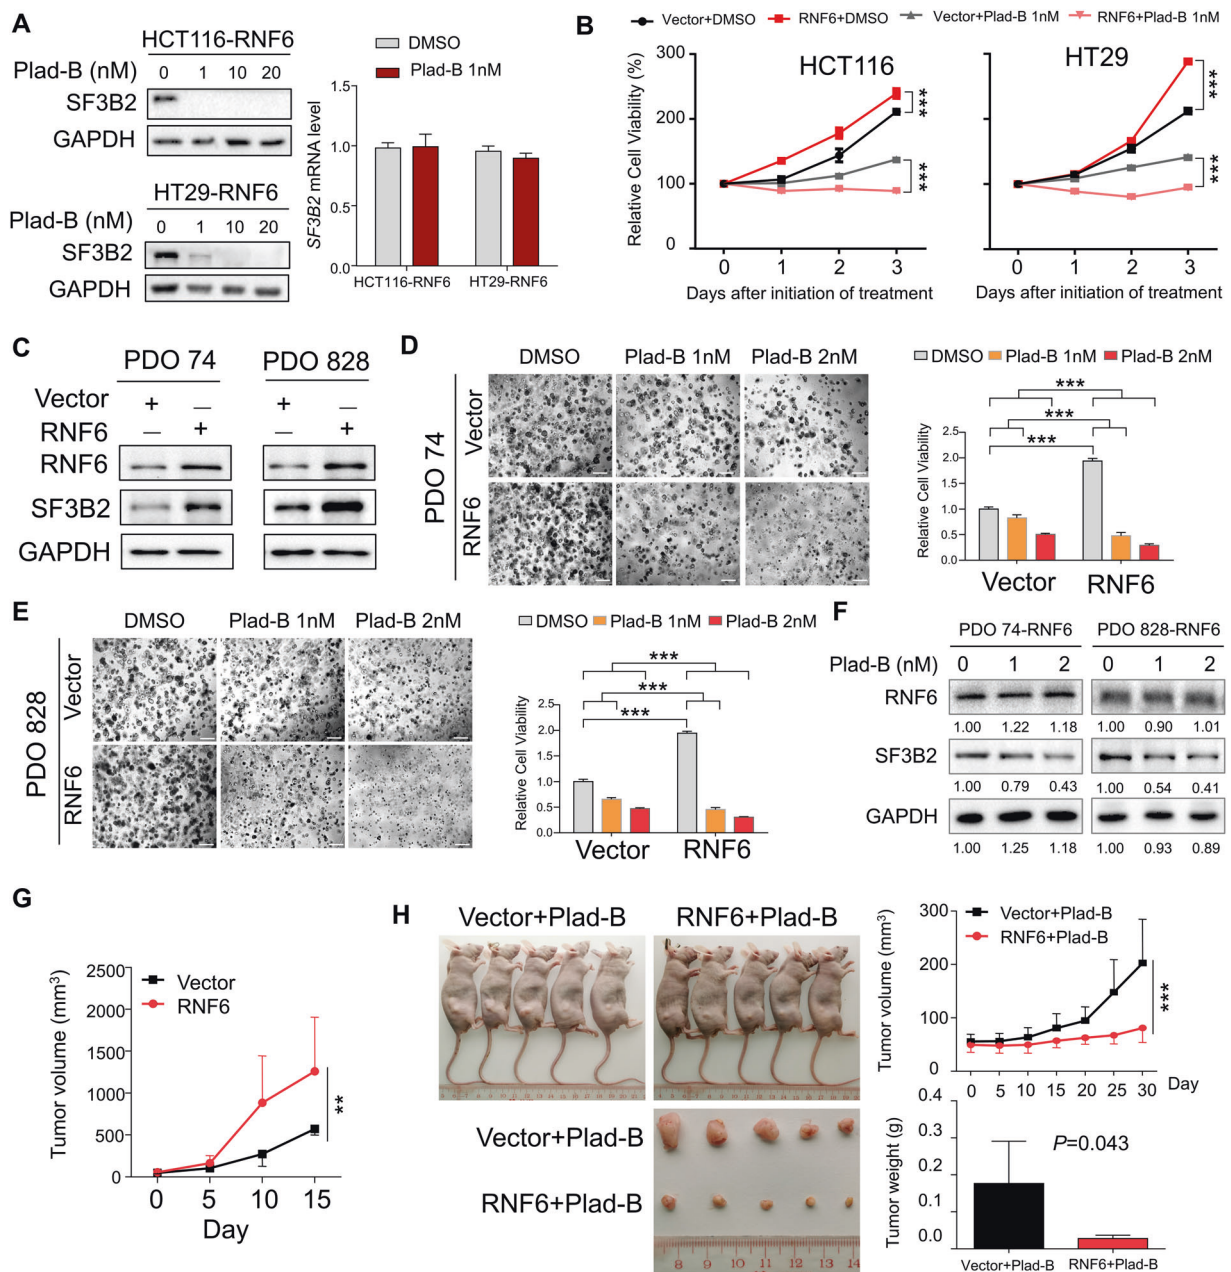 A
HCT116-RNF6
Plad-B (nM) 0 1 10 20
SF3B2
GAPDH
HT29-RNF6
Plad-B (nM) 0 1 10 20
SF3B2
GAPDH
DMSO
Plad-B 1nM
SF3B2 mRNA level
1.5
1.0
0.5
0.0
HCT116-RNF6 HT29-RNF6
B
Vector+DMSO RNF6+DMSO Vector+Plad-B 1nM RNF6+Plad-B 1nM
Relative Cell Viability (%)
300
200
100
0
HCT116
***
***
0 1 2 3
Days after initiation of treatment
HT29
***
***
0 1 2 3
Days after initiation of treatment
C
PDO 74 PDO 828
Vector + — + —
RNF6 — + — +
RNF6
SF3B2
GAPDH
D
DMSO Plad-B 1nM Plad-B 2nM
PDO 74
Vector
RNF6
DMSO Plad-B 1nM Plad-B 2nM
***
***
***
Relative Cell Viability
2.5
2.0
1.5
1.0
0.5
0.0
Vector RNF6
E
DMSO Plad-B 1nM Plad-B 2nM
PDO 828
Vector
RNF6
DMSO Plad-B 1nM Plad-B 2nM
***
***
***
Relative Cell Viability
2.5
2.0
1.5
1.0
0.5
0.0
Vector RNF6
F
PDO 74-RNF6 PDO 828-RNF6
Plad-B (nM) 0 1 2 0 1 2
RNF6
1.00 1.22 1.18 1.00 0.90 1.01
SF3B2
1.00 0.79 0.43 1.00 0.54 0.41
GAPDH
1.00 1.25 1.18 1.00 0.93 0.89
G
Tumor volume (mm³)
2500
2000
1500
1000
500
0
Vector
RNF6
**
0 5 10 15
Day
H
Vector+Plad-B RNF6+Plad-B
Vector+Plad-B
RNF6+Plad-B
8 9 10 11 12 13 14
Tumor volume (mm³)
300
200
100
0
Vector+Plad-B
RNF6+Plad-B
***
0 5 10 15 20 25 30 Day
Tumor weight (g)
0.4
0.3
0.2
0.1
0.0
P=0.043
Vector+Plad-B RNF6+Plad-B